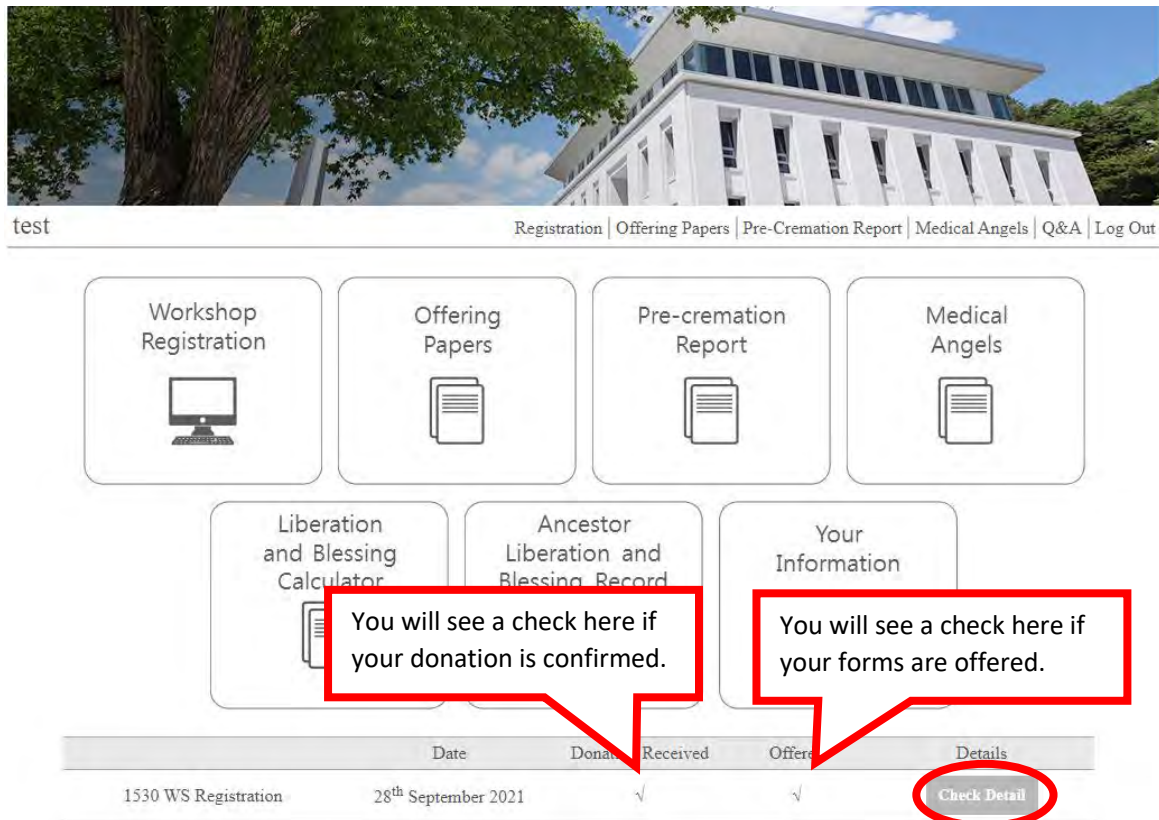 test
Registration | Offering Papers | Pre-Cremation Report | Medical Angels | Q&A | Log Out
Workshop
Registration
Offering
Papers
Pre-cremation
Report
Medical
Angels
Liberation
and Blessing
Calculator
Ancestor
Liberation and
Blessing Record
Your
Information
You will see a check here if
your donation is confirmed.
You will see a check here if
your forms are offered.
Date Received Details
1530 WS Registration 28th September 2021 √ √ Check Detail